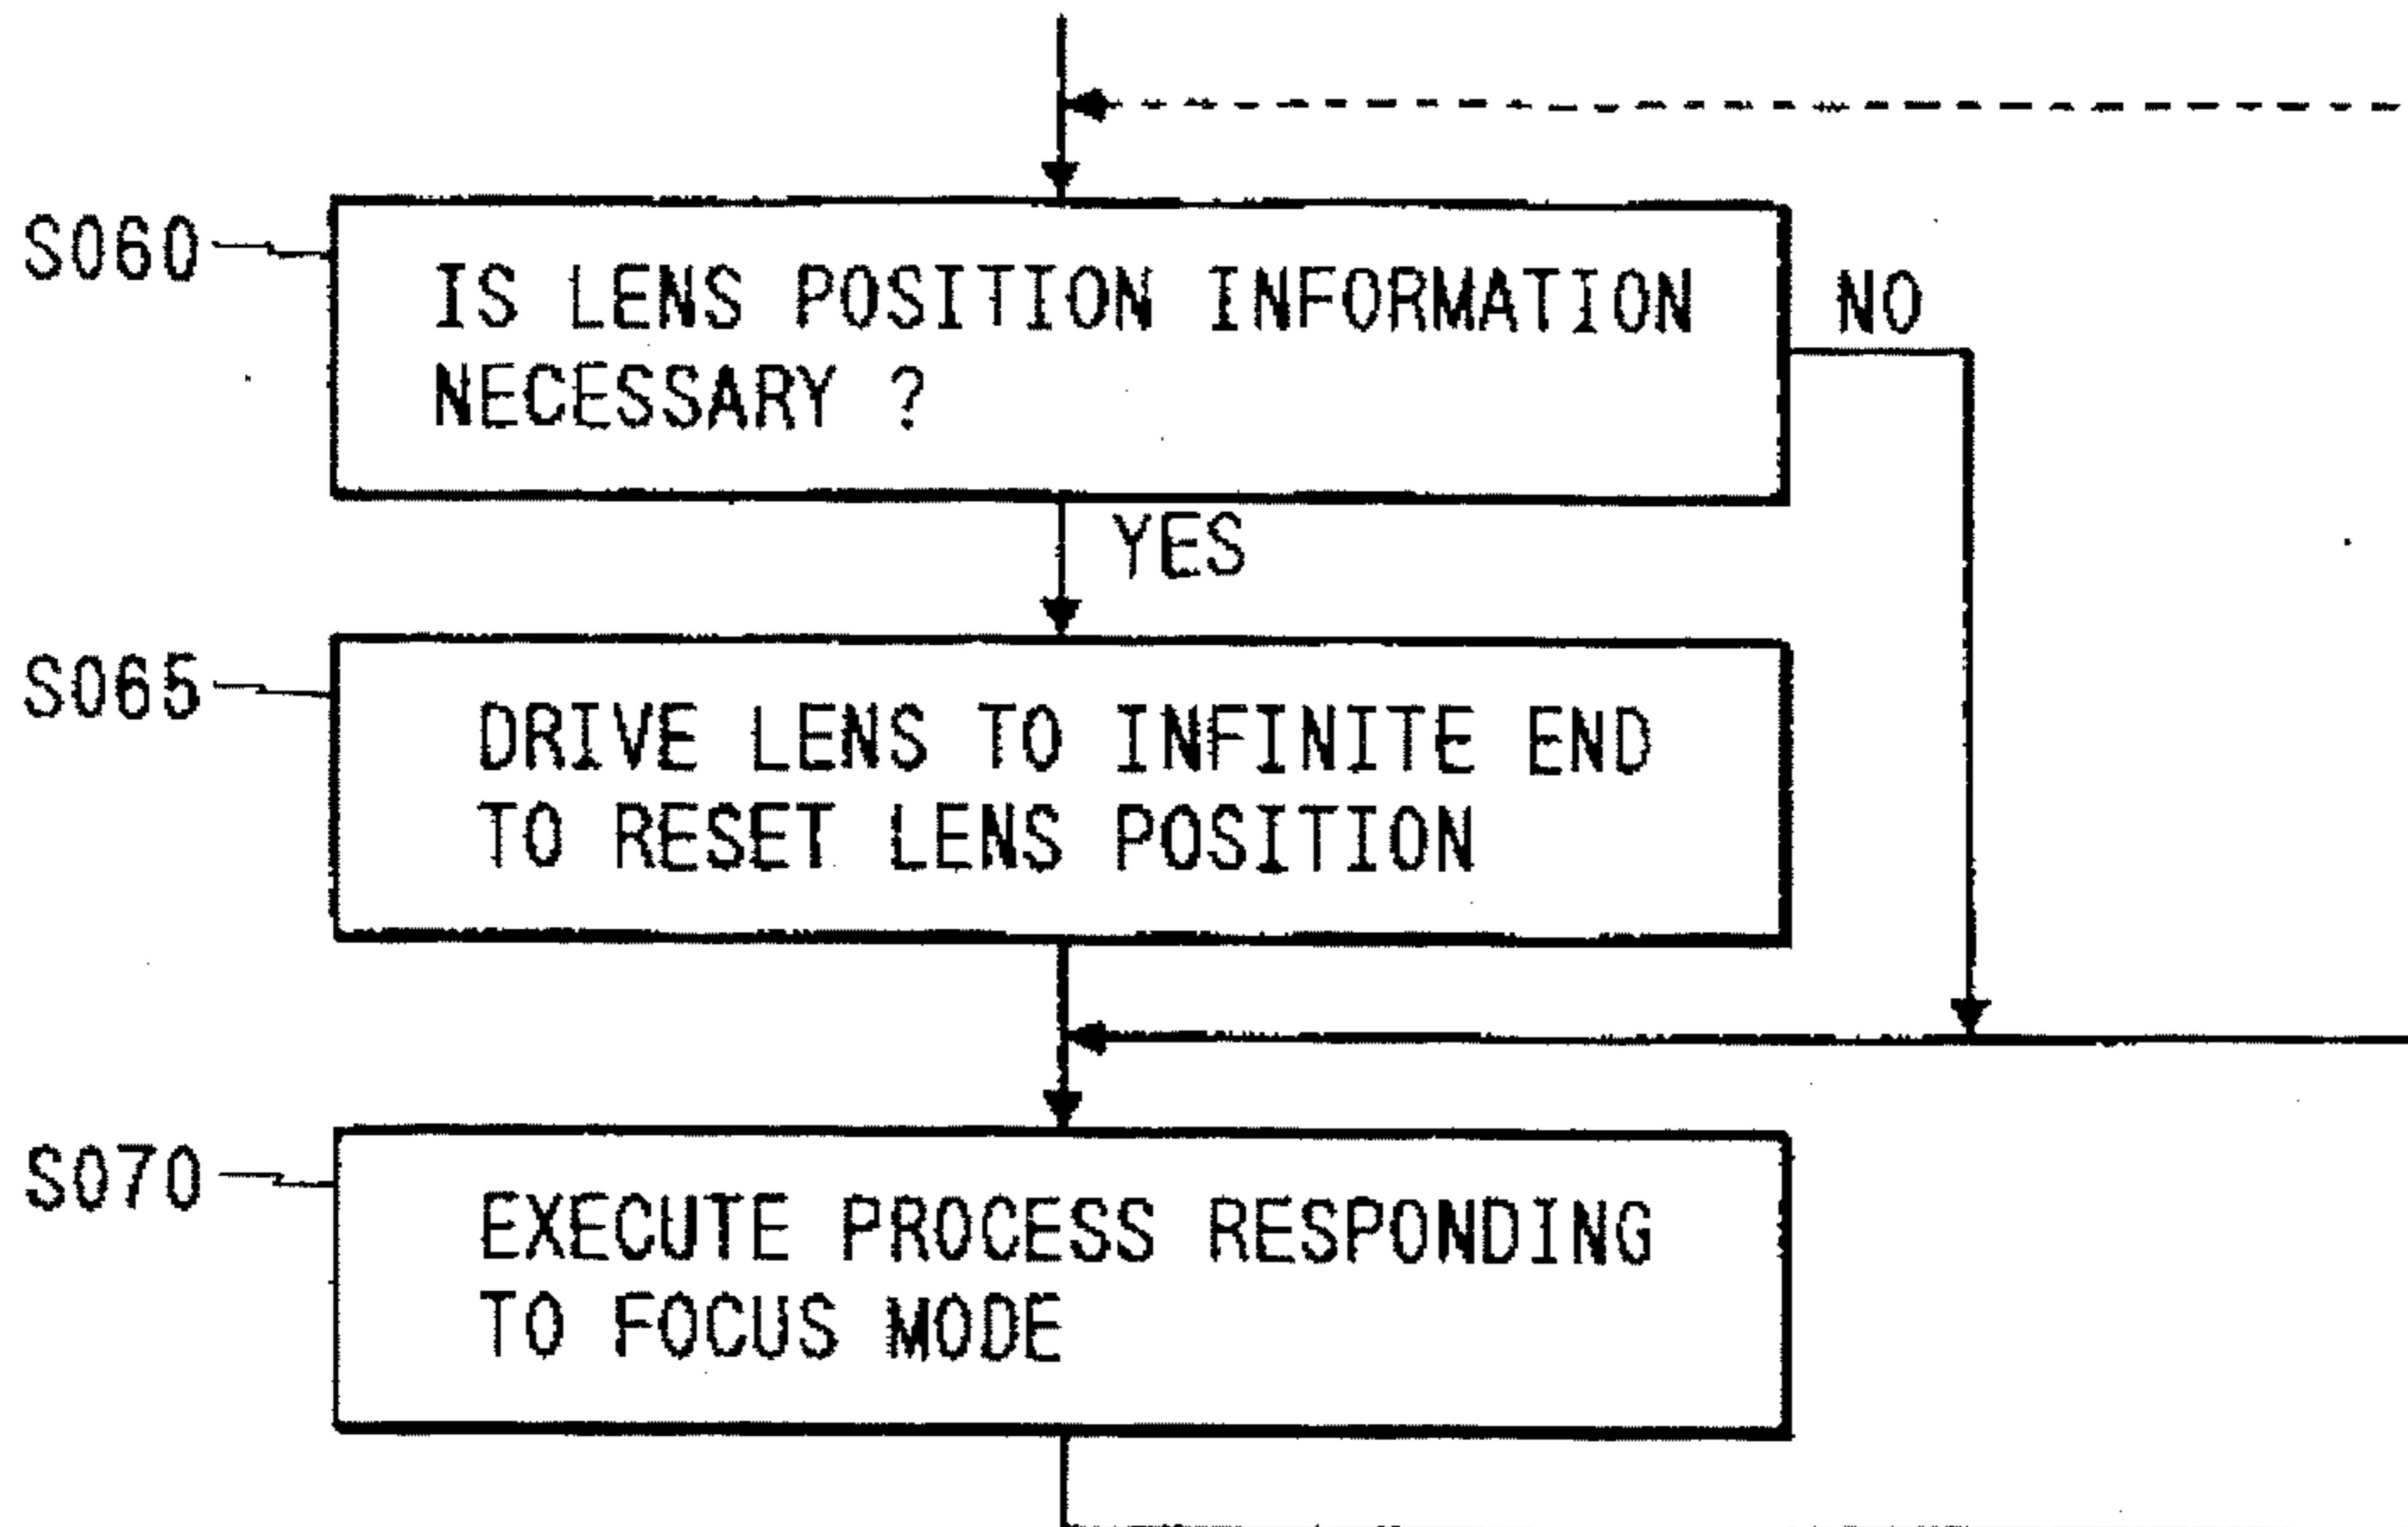 S060
IS LENS POSITION INFORMATION
NECESSARY ?
NO
YES
S065
DRIVE LENS TO INFINITE END
TO RESET LENS POSITION
S070
EXECUTE PROCESS RESPONDING
TO FOCUS MODE